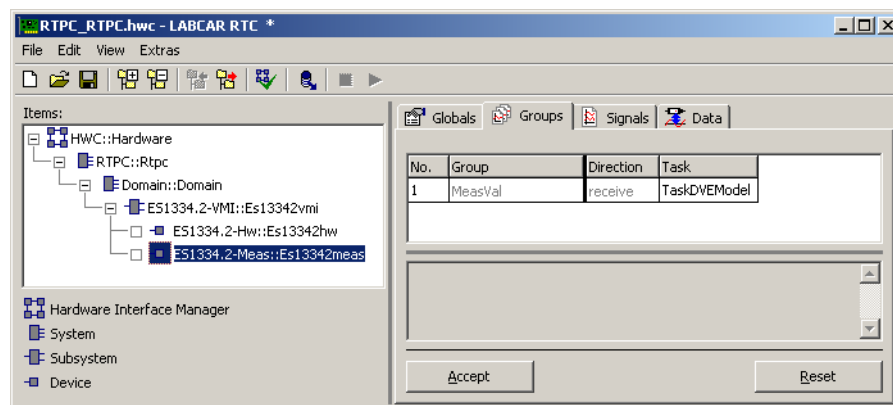 RTPC_RTPC.hwc - LABCAR RTC *
File Edit View Extras
Items:
HWC::Hardware
RTPC::Rtpc
Domain::Domain
ES1334.2-VMI::Es13342vmi
ES1334.2-Hw::Es13342hw
ES1334.2-Meas::Es13342meas
Hardware Interface Manager
System
Subsystem
Device
Globals Groups Signals Data
No. Group Direction Task
1 MeasVal receive TaskDVEModel
Accept Reset